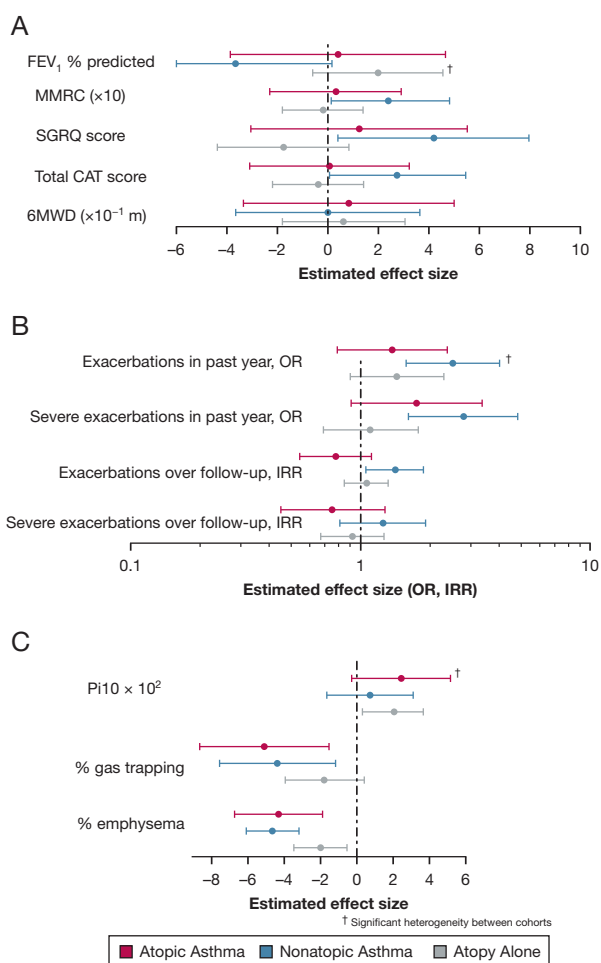 A
FEV₁ % predicted
†
MMRC (×10)
SGRQ score
Total CAT score
6MWD (×10⁻¹ m)
−6 −4 −2 0 2 4 6 8 10
Estimated effect size
B
Exacerbations in past year, OR
†
Severe exacerbations in past year, OR
Exacerbations over follow-up, IRR
Severe exacerbations over follow-up, IRR
0.1 1 10
Estimated effect size (OR, IRR)
C
†
Pi10 × 10²
% gas trapping
% emphysema
−8 −6 −4 −2 0 2 4 6
Estimated effect size
† Significant heterogeneity between cohorts
Atopic Asthma Nonatopic Asthma Atopy Alone